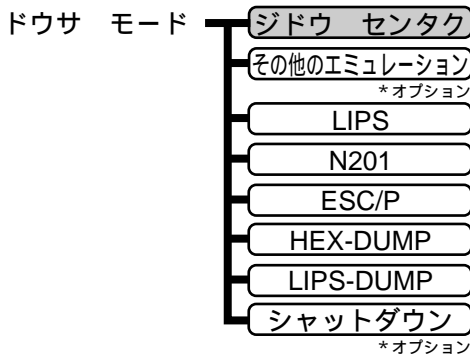 ドウサ　モード
ジドウ　センタク
その他のエミュレーション
*オプション
LIPS
N201
ESC/P
HEX-DUMP
LIPS-DUMP
シャットダウン
*オプション